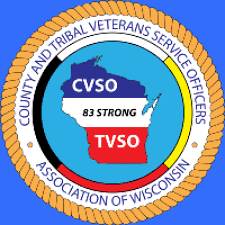 COUNTY AND TRIBAL VETERANS SERVICE OFFICERS
CVSO
83 STRONG
TVSO
ASSOCIATION OF WISCONSIN